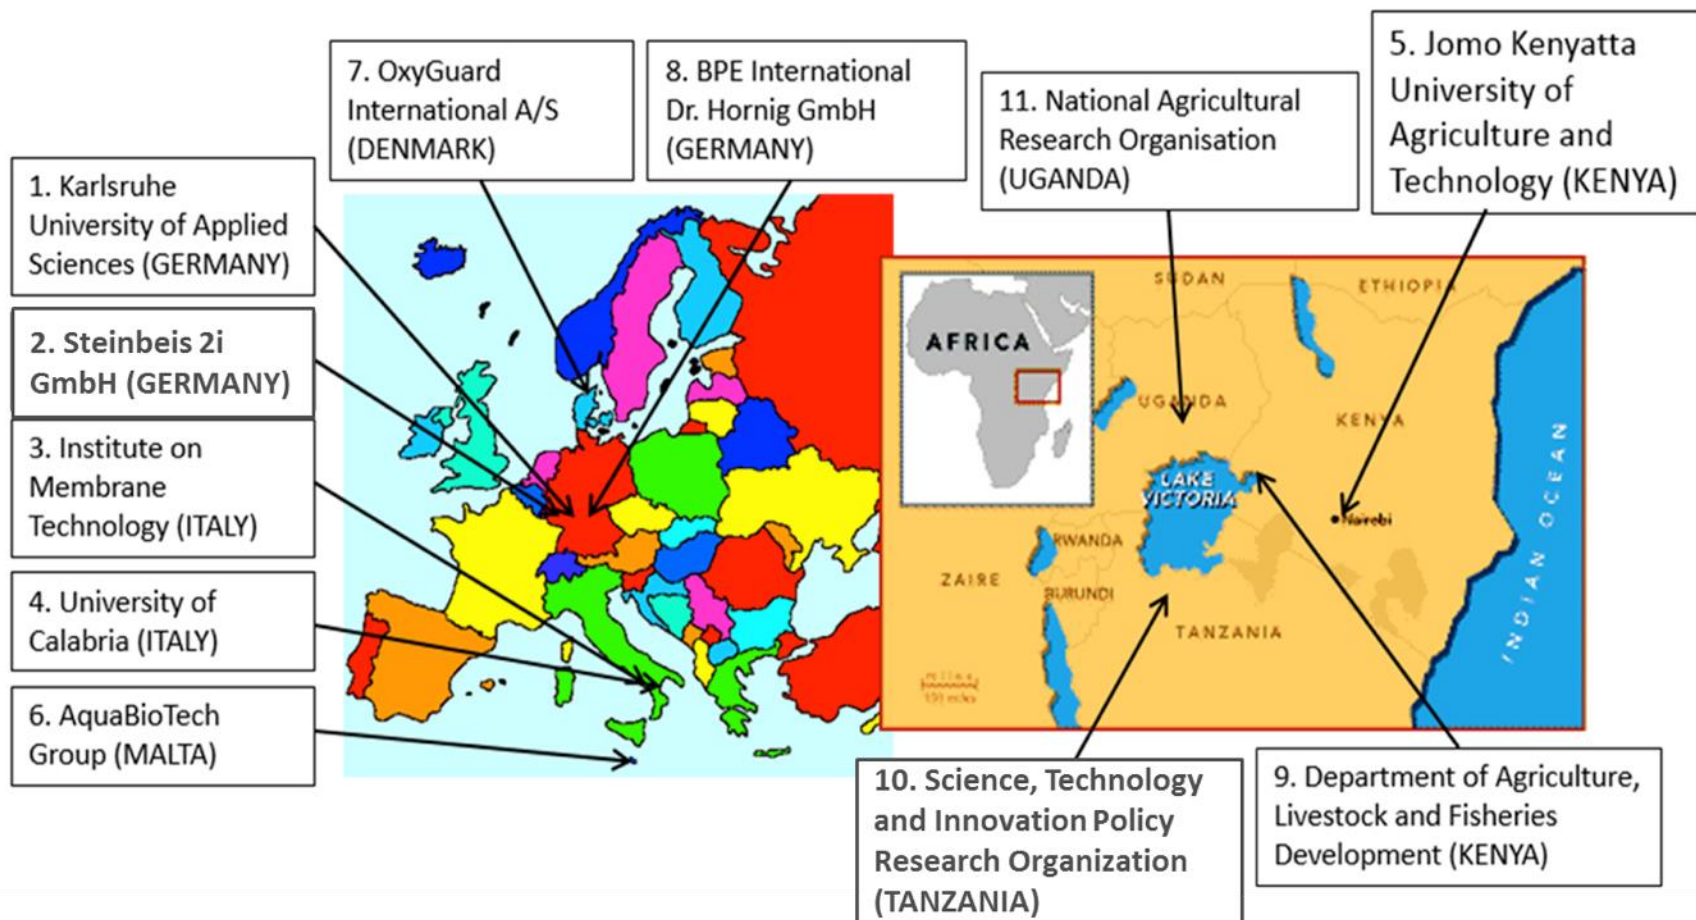 7. OxyGuard
International A/S
(DENMARK)
8. BPE International
Dr. Hornig GmbH
(GERMANY)
11. National Agricultural
Research Organisation
(UGANDA)
5. Jomo Kenyatta
University of
Agriculture and
Technology (KENYA)
1. Karlsruhe
University of Applied
Sciences (GERMANY)
2. Steinbeis 2i
GmbH (GERMANY)
3. Institute on
Membrane
Technology (ITALY)
4. University of
Calabria (ITALY)
6. AquaBioTech
Group (MALTA)
AFRICA
SUDAN
ETHIOPIA
UGANDA
KENYA
LAKE
VICTORIA
Nairobi
RWANDA
ZAIRE
BURUNDI
TANZANIA
INDIAN OCEAN
10. Science, Technology
and Innovation Policy
Research Organization
(TANZANIA)
9. Department of Agriculture,
Livestock and Fisheries
Development (KENYA)